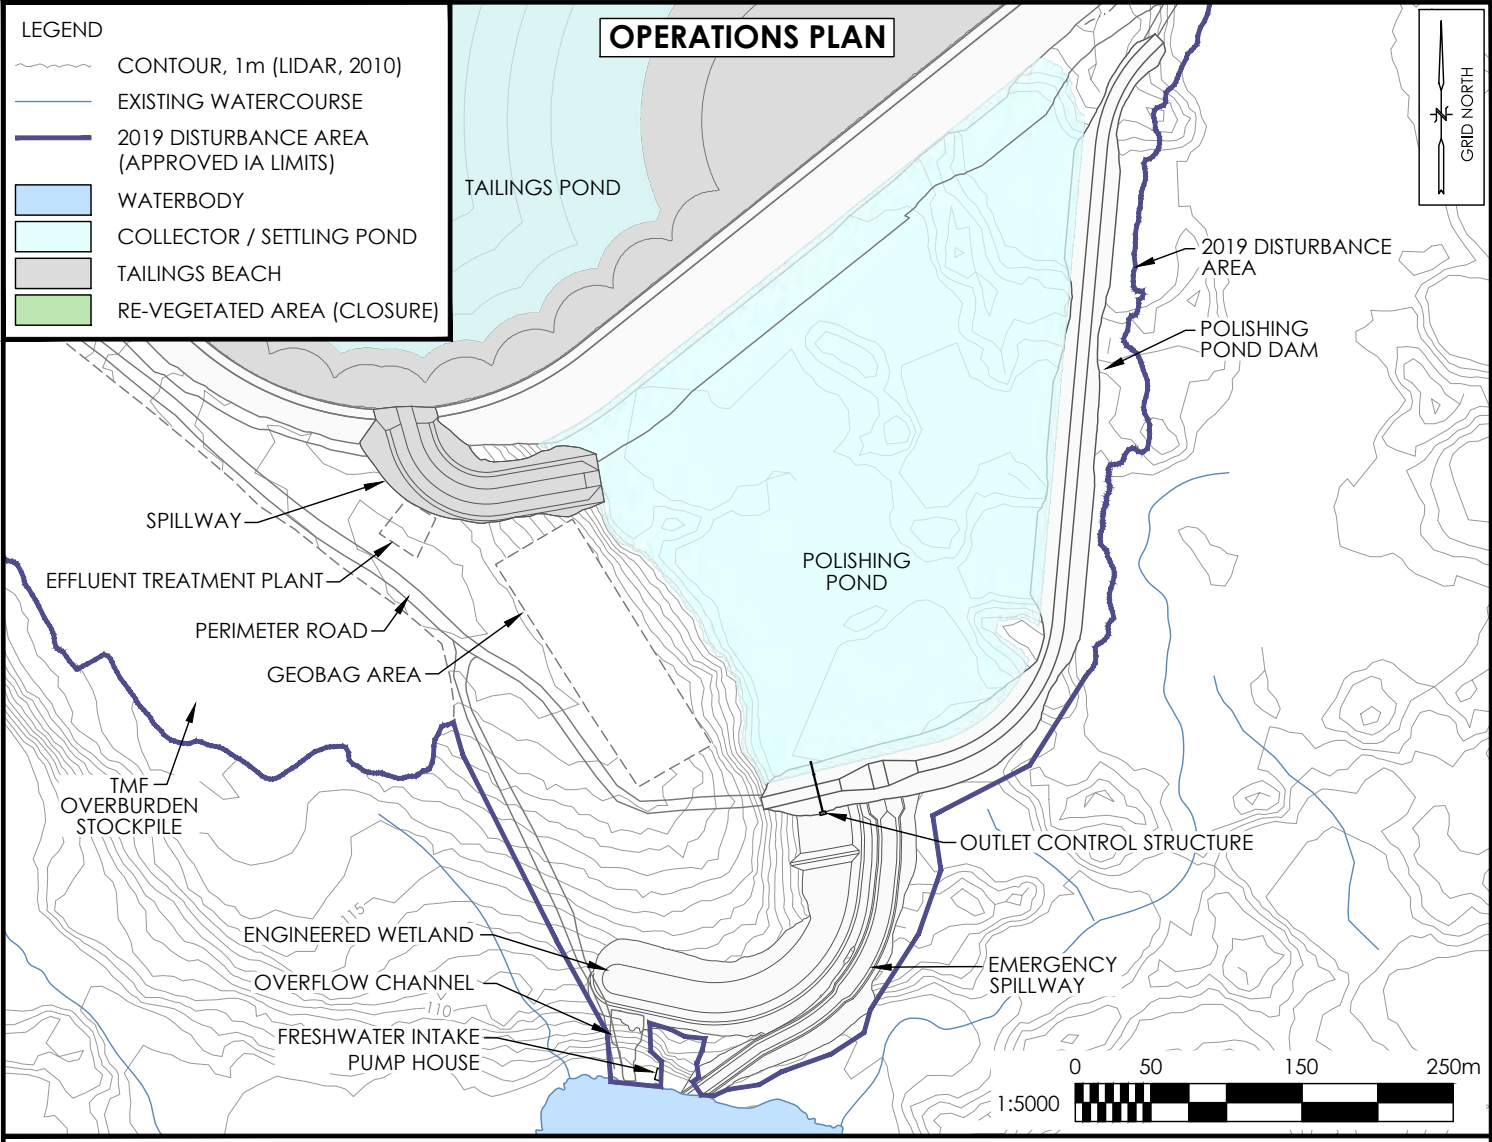 LEGEND
CONTOUR, 1m (LIDAR, 2010)
EXISTING WATERCOURSE
2019 DISTURBANCE AREA
(APPROVED IA LIMITS)
WATERBODY
COLLECTOR / SETTLING POND
TAILINGS BEACH
RE-VEGETATED AREA (CLOSURE)
OPERATIONS PLAN
GRID NORTH
N
TAILINGS POND
2019 DISTURBANCE
AREA
POLISHING
POND DAM
SPILLWAY
EFFLUENT TREATMENT PLANT
PERIMETER ROAD
GEOBAG AREA
POLISHING
POND
TMF
OVERBURDEN
STOCKPILE
OUTLET CONTROL STRUCTURE
115
ENGINEERED WETLAND
OVERFLOW CHANNEL
110
FRESHWATER INTAKE
PUMP HOUSE
EMERGENCY
SPILLWAY
0 50 150 250m
1:5000